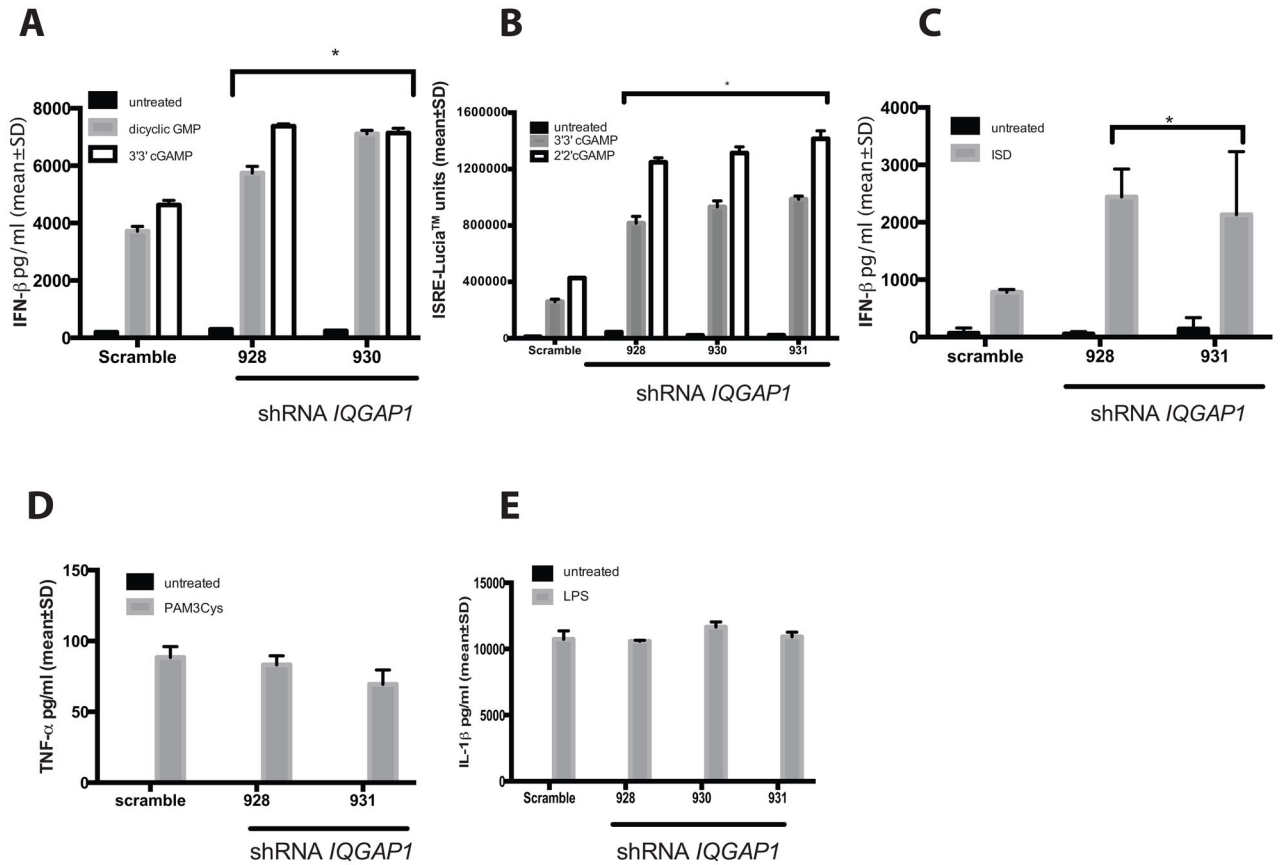 A
*
untreated
dicyclic GMP
3'3' cGAMP
IFN-β pg/ml (mean±SD)
8000
6000
4000
2000
0
Scramble
928
930
shRNA IQGAP1
B
*
untreated
3'3' cGAMP
2'2'cGAMP
ISRE-Lucia™ units (mean±SD)
1600000
1200000
800000
400000
0
Scramble
928
930
931
shRNA IQGAP1
C
*
untreated
ISD
IFN-β pg/ml (mean±SD)
4000
3000
2000
1000
0
scramble
928
931
shRNA IQGAP1
D
untreated
PAM3Cys
TNF-α pg/ml (mean±SD)
150
100
50
0
scramble
928
931
shRNA IQGAP1
E
untreated
LPS
IL-1β pg/ml (mean±SD)
15000
10000
5000
0
Scramble
928
930
931
shRNA IQGAP1